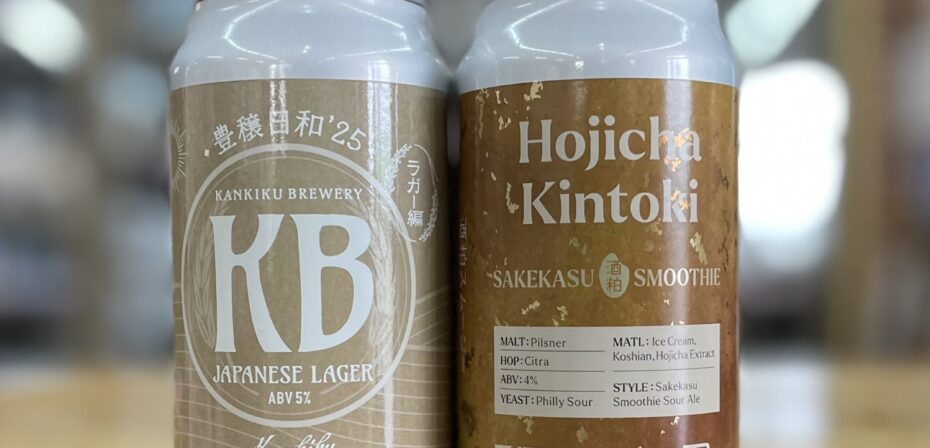 ・豊穣日和'25
ラガー編
KANKIKU BREWERY
KB
JAPANESE LAGER
ABV 5%
Hojicha
Kintoki
SAKEKASU 酒粕 SMOOTHIE
MALT: Pilsner
HOP: Citra
ABV: 4%
YEAST: Philly Sour
MATL: Ice Cream,
Koshian, Hojicha Extract
STYLE: Sakekasu
Smoothie Sour Ale